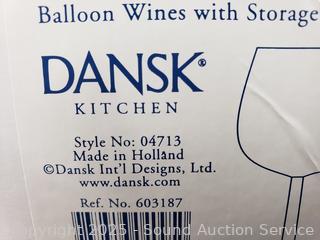 Balloon Wines with Storage
DANSK®
KITCHEN
Style No: 04713
Made in Holland
©Dansk Int'l Designs, Ltd.
www.dansk.com
Ref. No. 603187
Copyright 2025 - Sound Auction Service